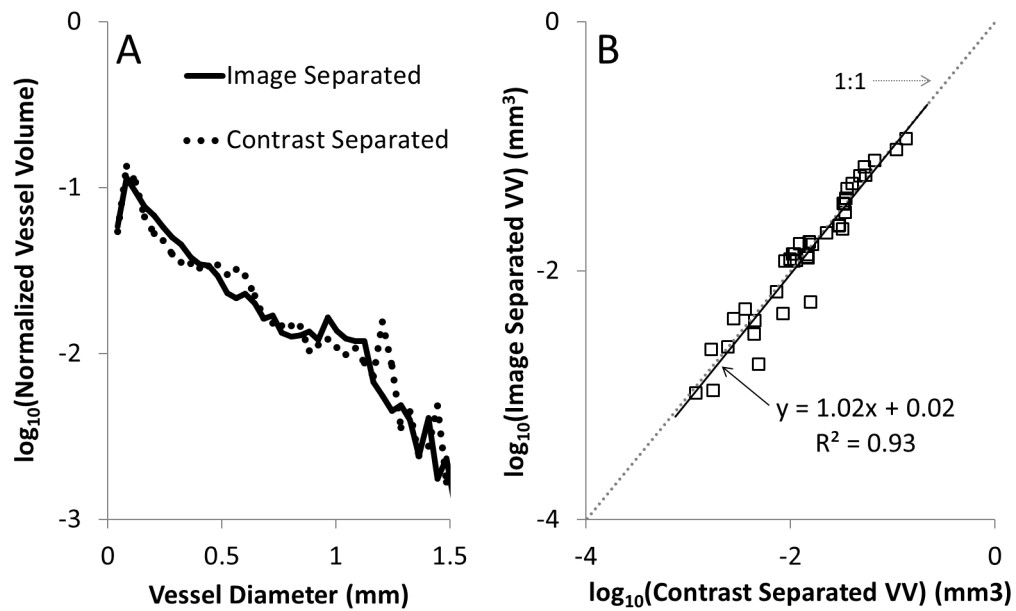 A
Image Separated
Contrast Separated
log10(Normalized Vessel Volume)
0
-1
-2
-3
0 0.5 1 1.5
Vessel Diameter (mm)
B
1:1
y = 1.02x + 0.02
R² = 0.93
log10(Image Separated VV) (mm³)
0
-2
-4
-4 -2 0
log10(Contrast Separated VV) (mm3)